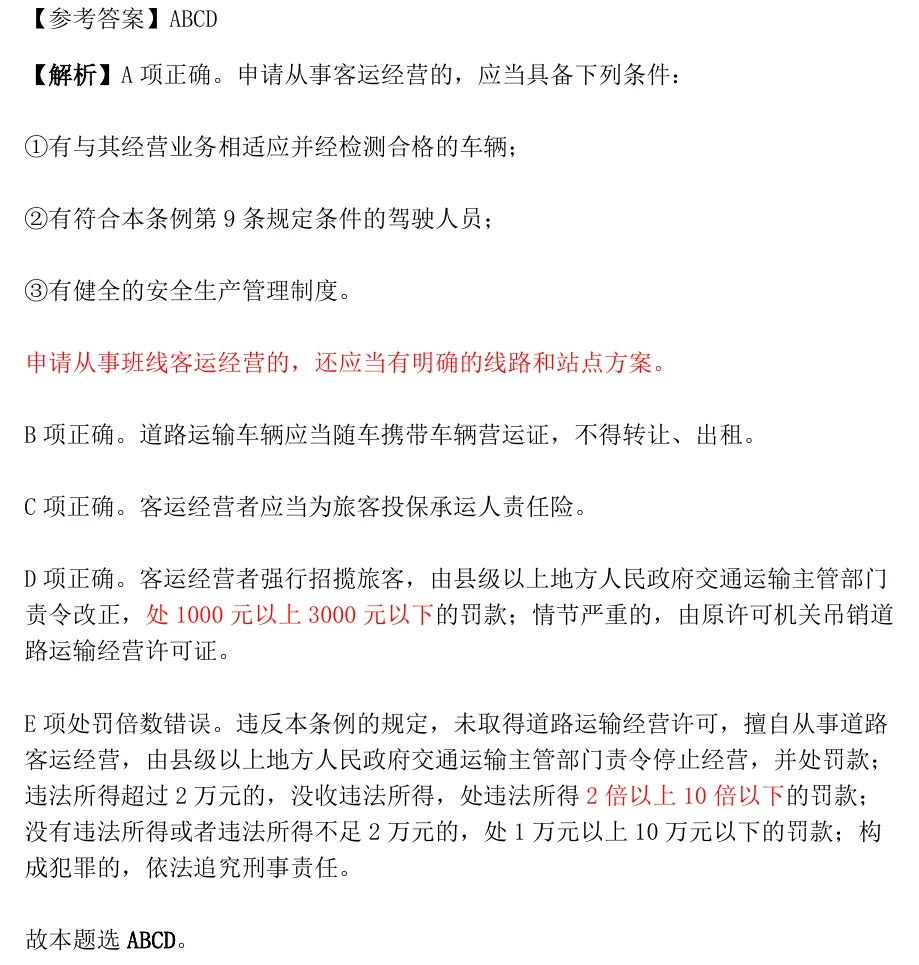 【参考答案】ABCD
【解析】A 项正确。申请从事客运经营的，应当具备下列条件：
①有与其经营业务相适应并经检测合格的车辆；
②有符合本条例第 9 条规定条件的驾驶人员；
③有健全的安全生产管理制度。
申请从事班线客运经营的，还应当有明确的线路和站点方案。
B 项正确。道路运输车辆应当随车携带车辆营运证，不得转让、出租。
C 项正确。客运经营者应当为旅客投保承运人责任险。
D 项正确。客运经营者强行招揽旅客，由县级以上地方人民政府交通运输主管部门
责令改正，处 1000 元以上 3000 元以下的罚款；情节严重的，由原许可机关吊销道
路运输经营许可证。
E 项处罚倍数错误。违反本条例的规定，未取得道路运输经营许可，擅自从事道路
客运经营，由县级以上地方人民政府交通运输主管部门责令停止经营，并处罚款；
违法所得超过 2 万元的，没收违法所得，处违法所得 2 倍以上 10 倍以下的罚款；
没有违法所得或者违法所得不足 2 万元的，处 1 万元以上 10 万元以下的罚款；构
成犯罪的，依法追究刑事责任。
故本题选 ABCD。